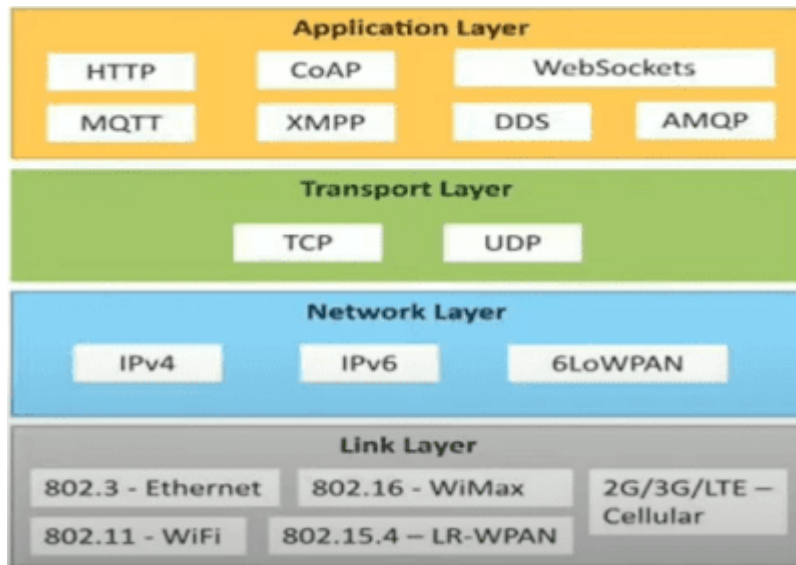 Application Layer
HTTP CoAP WebSockets
MQTT XMPP DDS AMQP
Transport Layer
TCP UDP
Network Layer
IPv4 IPv6 6LoWPAN
Link Layer
802.3 - Ethernet 802.16 - WiMax 2G/3G/LTE –
Cellular
802.11 - WiFi 802.15.4 – LR-WPAN